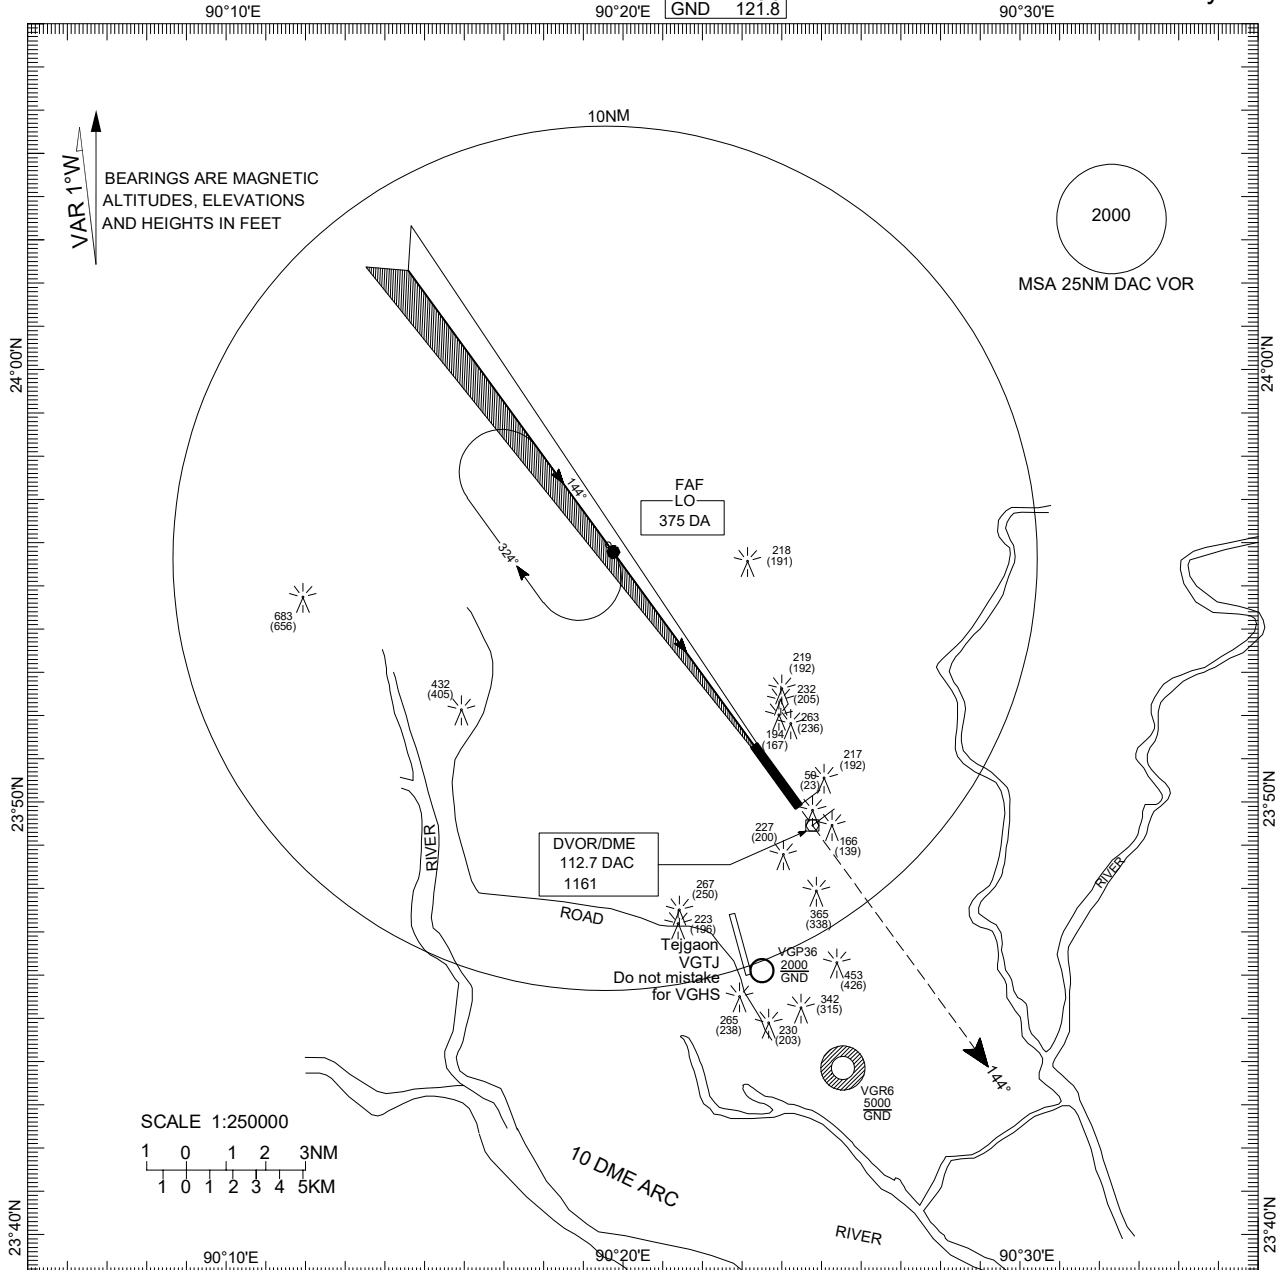 GND 121.8
90°10'E
90°20'E
90°30'E
10NM
VAR 1°W
BEARINGS ARE MAGNETIC
ALTITUDES, ELEVATIONS
AND HEIGHTS IN FEET
2000
MSA 25NM DAC VOR
24°00'N
24°00'N
144°
324°
FAF
LO
375 DA
218
(191)
683
(656)
432
(405)
219
(192)
232
(205)
263
(236)
194
(167)
217
(192)
50
(23)
227
(200)
166
(139)
23°50'N
23°50'N
DVOR/DME
112.7 DAC
1161
RIVER
RIVER
267
(250)
223
(196)
365
(338)
ROAD
Tejgaon
VGTJ
Do not mistake
for VGHS
VGP36
2000
GND
453
(426)
342
(315)
265
(238)
230
(203)
VGR6
5000
GND
144°
SCALE 1:250000
1 0 1 2 3NM
1 0 1 2 3 4 5KM
10 DME ARC
RIVER
23°40'N
23°40'N
90°10'E
90°20'E
90°30'E